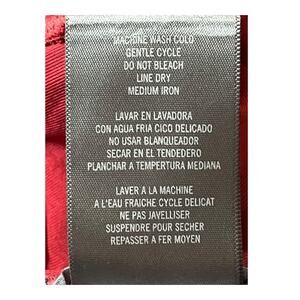 MACHINE WASH COLD
GENTLE CYCLE
DO NOT BLEACH
LINE DRY
MEDIUM IRON
LAVAR EN LAVADORA
CON AGUA FRIA CICO DELICADO
NO USAR BLANQUEADOR
SECAR EN EL TENDEDERO
PLANCHAR A TEMPERTURA MEDIANA
LAVER A LA MACHINE
A L'EAU FRAICHE CYCLE DELICAT
NE PAS JAVELLISER
SUSPENDRE POUR SECHER
REPASSER A FER MOYEN